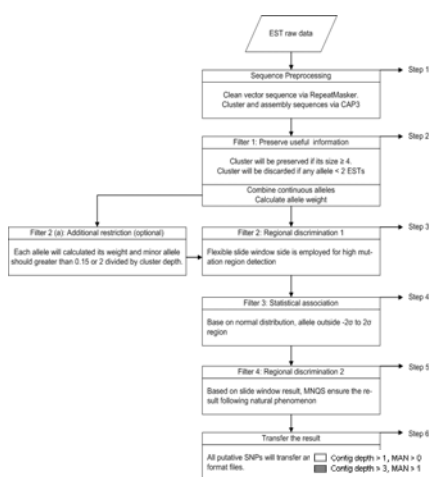 EST raw data
Step 1
Sequence Preprocessing
Clean vector sequence via RepeatMasker.
Cluster and assembly sequences via CAP3
Step 2
Filter 1: Preserve useful information
Cluster will be preserved if its size ≥ 4.
Cluster will be discarded if any allele < 2 ESTs
Combine continuous alleles
Calculate allele weight
Step 3
Filter 2 (a): Additional restriction (optional)
Each allele will calculated its weight and minor allele
should greater than 0.15 or 2 divided by cluster depth.
Filter 2: Regional discrimination 1
Flexible slide window side is employed for high mutation
region detection
Step 4
Filter 3: Statistical association
Based on normal distribution, allele outside -2σ to 2σ
region
Step 5
Filter 4: Regional discrimination 2
Based on slide window result, MNQS ensure the re-
sult following natural phenomenon
Step 6
Transfer the result
All putative SNPs will transfer
format files.
Contig depth > 1, MAN > 0
Contig depth > 3, MAN > 1